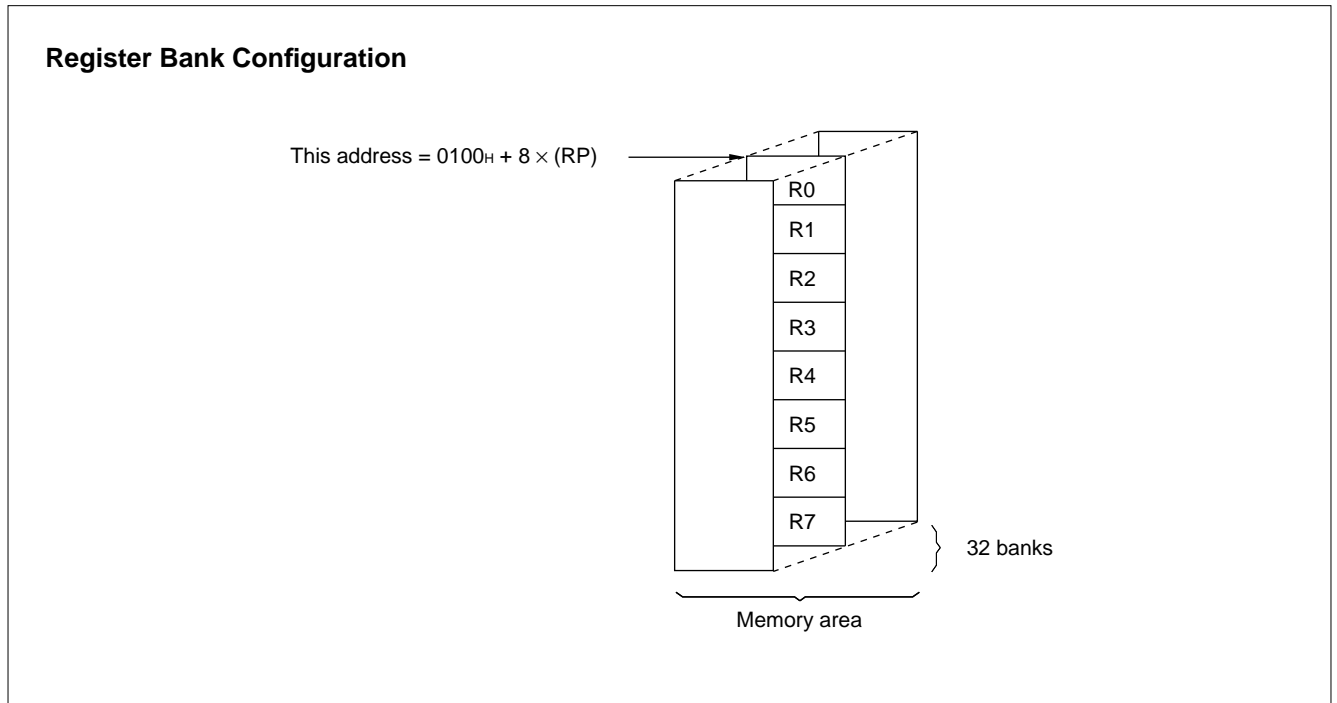 Register Bank Configuration
This address = 0100H + 8 × (RP)
R0
R1
R2
R3
R4
R5
R6
R7
32 banks
Memory area